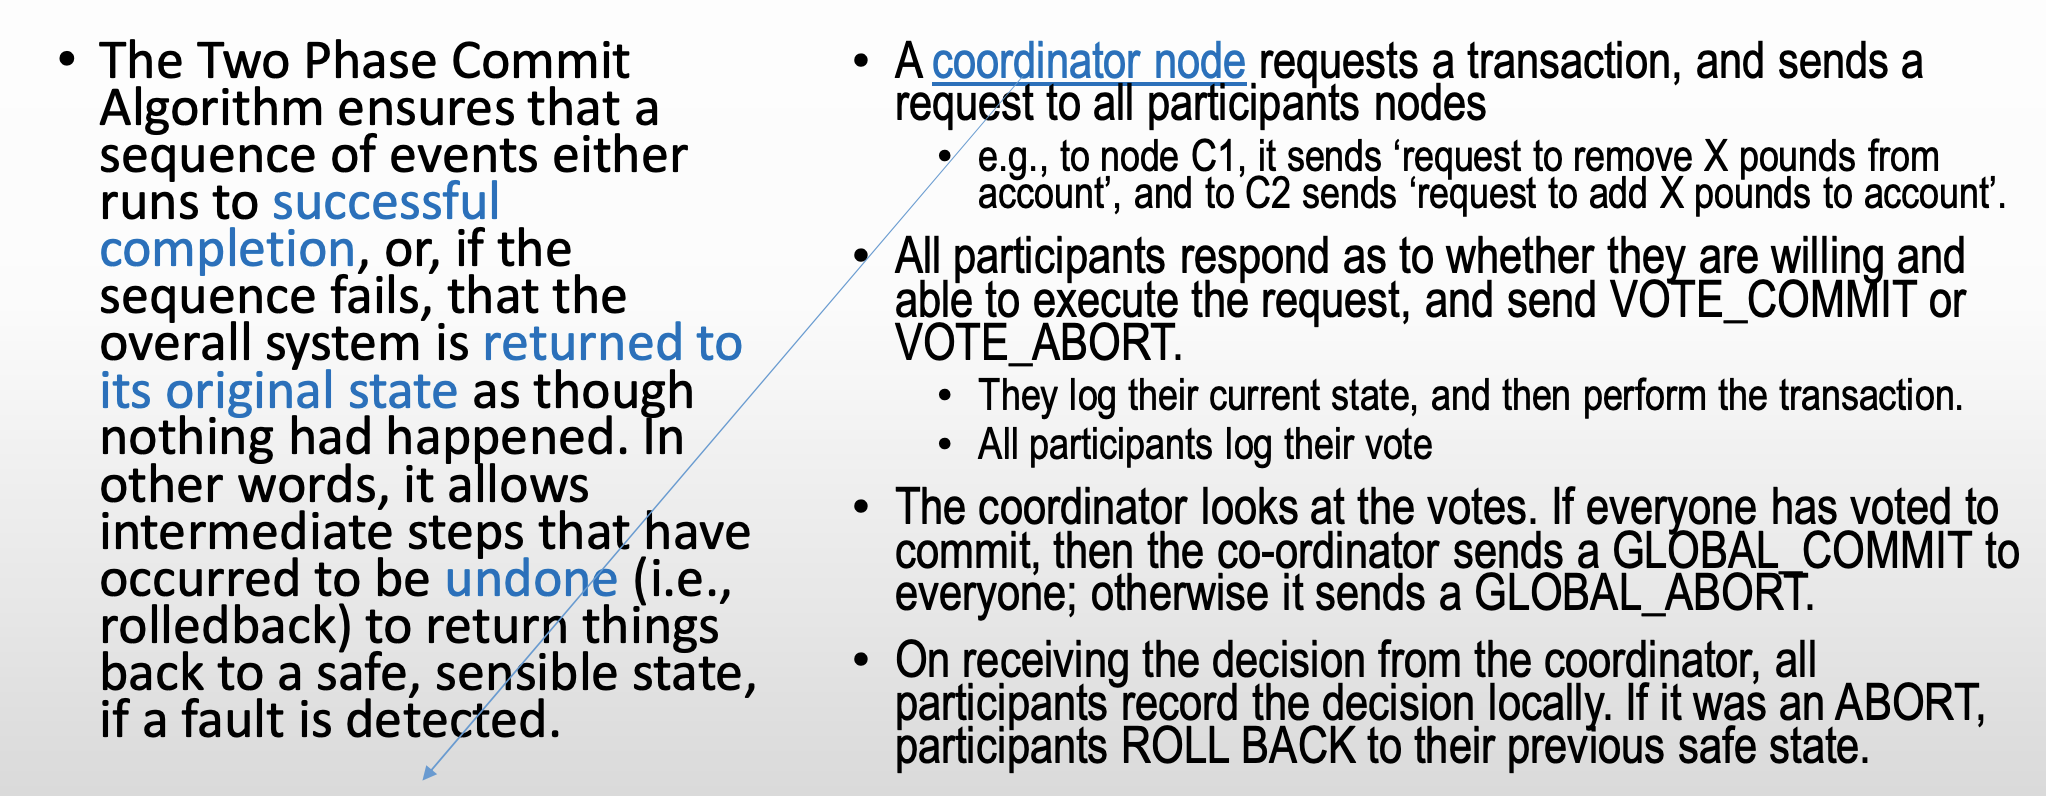 • The Two Phase Commit
Algorithm ensures that a
sequence of events either
runs to successful
completion, or, if the
sequence fails, that the
overall system is returned to
its original state as though
nothing had happened. In
other words, it allows
intermediate steps that have
occurred to be undone (i.e.,
rolledback) to return things
back to a safe, sensible state,
if a fault is detected.
• A coordinator node requests a transaction, and sends a
request to all participants nodes
• e.g., to node C1, it sends ‘request to remove X pounds from
account’, and to C2 sends ‘request to add X pounds to account’.
• All participants respond as to whether they are willing and
able to execute the request, and send VOTE_COMMIT or
VOTE_ABORT.
• They log their current state, and then perform the transaction.
• All participants log their vote
• The coordinator looks at the votes. If everyone has voted to
commit, then the co-ordinator sends a GLOBAL_COMMIT to
everyone; otherwise it sends a GLOBAL_ABORT.
• On receiving the decision from the coordinator, all
participants record the decision locally. If it was an ABORT,
participants ROLL BACK to their previous safe state.